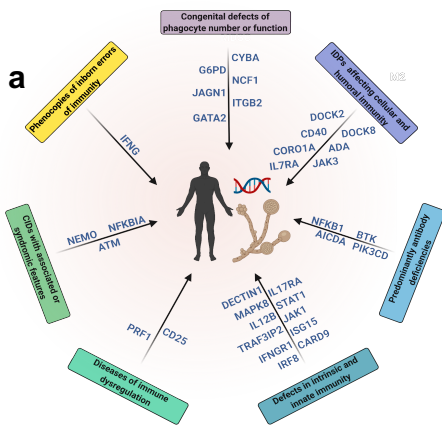 a
Congenital defects of
phagocyte number or function
CYBA
G6PD
NCF1
JAGN1
ITGB2
GATA2
Phenocopies of inborn errors
of immunity
IFNG
IDPs affecting cellular and
humoral immunity
M2
DOCK2
CD40 DOCK8
CORO1A ADA
IL7RA JAK3
CIDs with associated or
syndromic features
NEMO NFKBIA
ATM
Predominantly antibody
deficiencies
NFKB1 BTK
AICDA PIK3CD
Diseases of immune
dysregulation
PRF1 CD25
Defects in intrinsic and
innate immunity
DECTIN1 IL17RA
MAPK8 STAT1
IL12B JAK1
TRAF3IP2 ISG15
IFNGR1 CARD9
IRF8